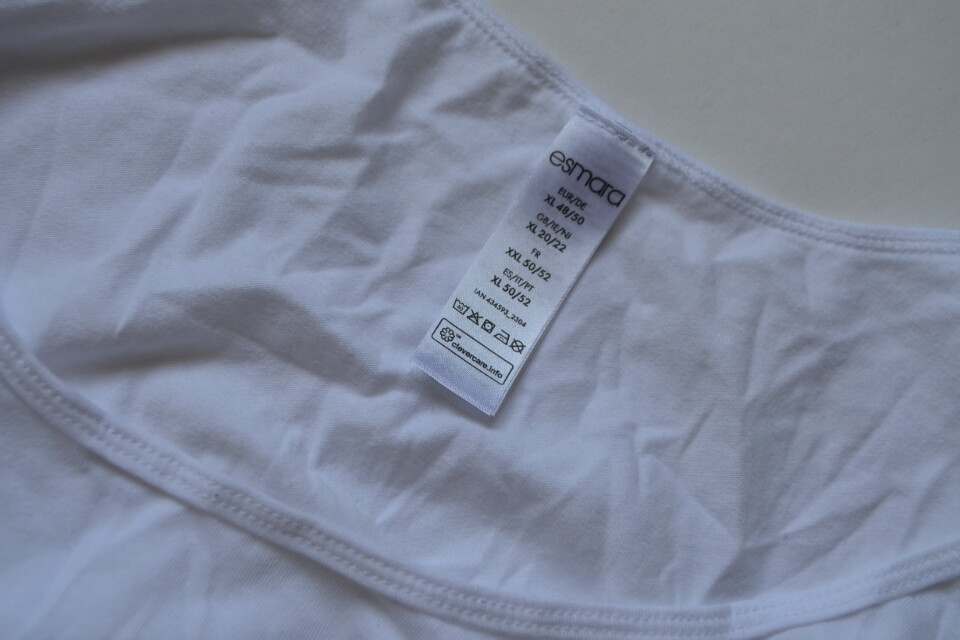 esmara
EUR/DE
XL 48/50
GB/IE/NI
XL 20/22
FR
XXL 50/52
ES/IT/PT
XL 50/52
IAN 434593_2304
clevercare.info